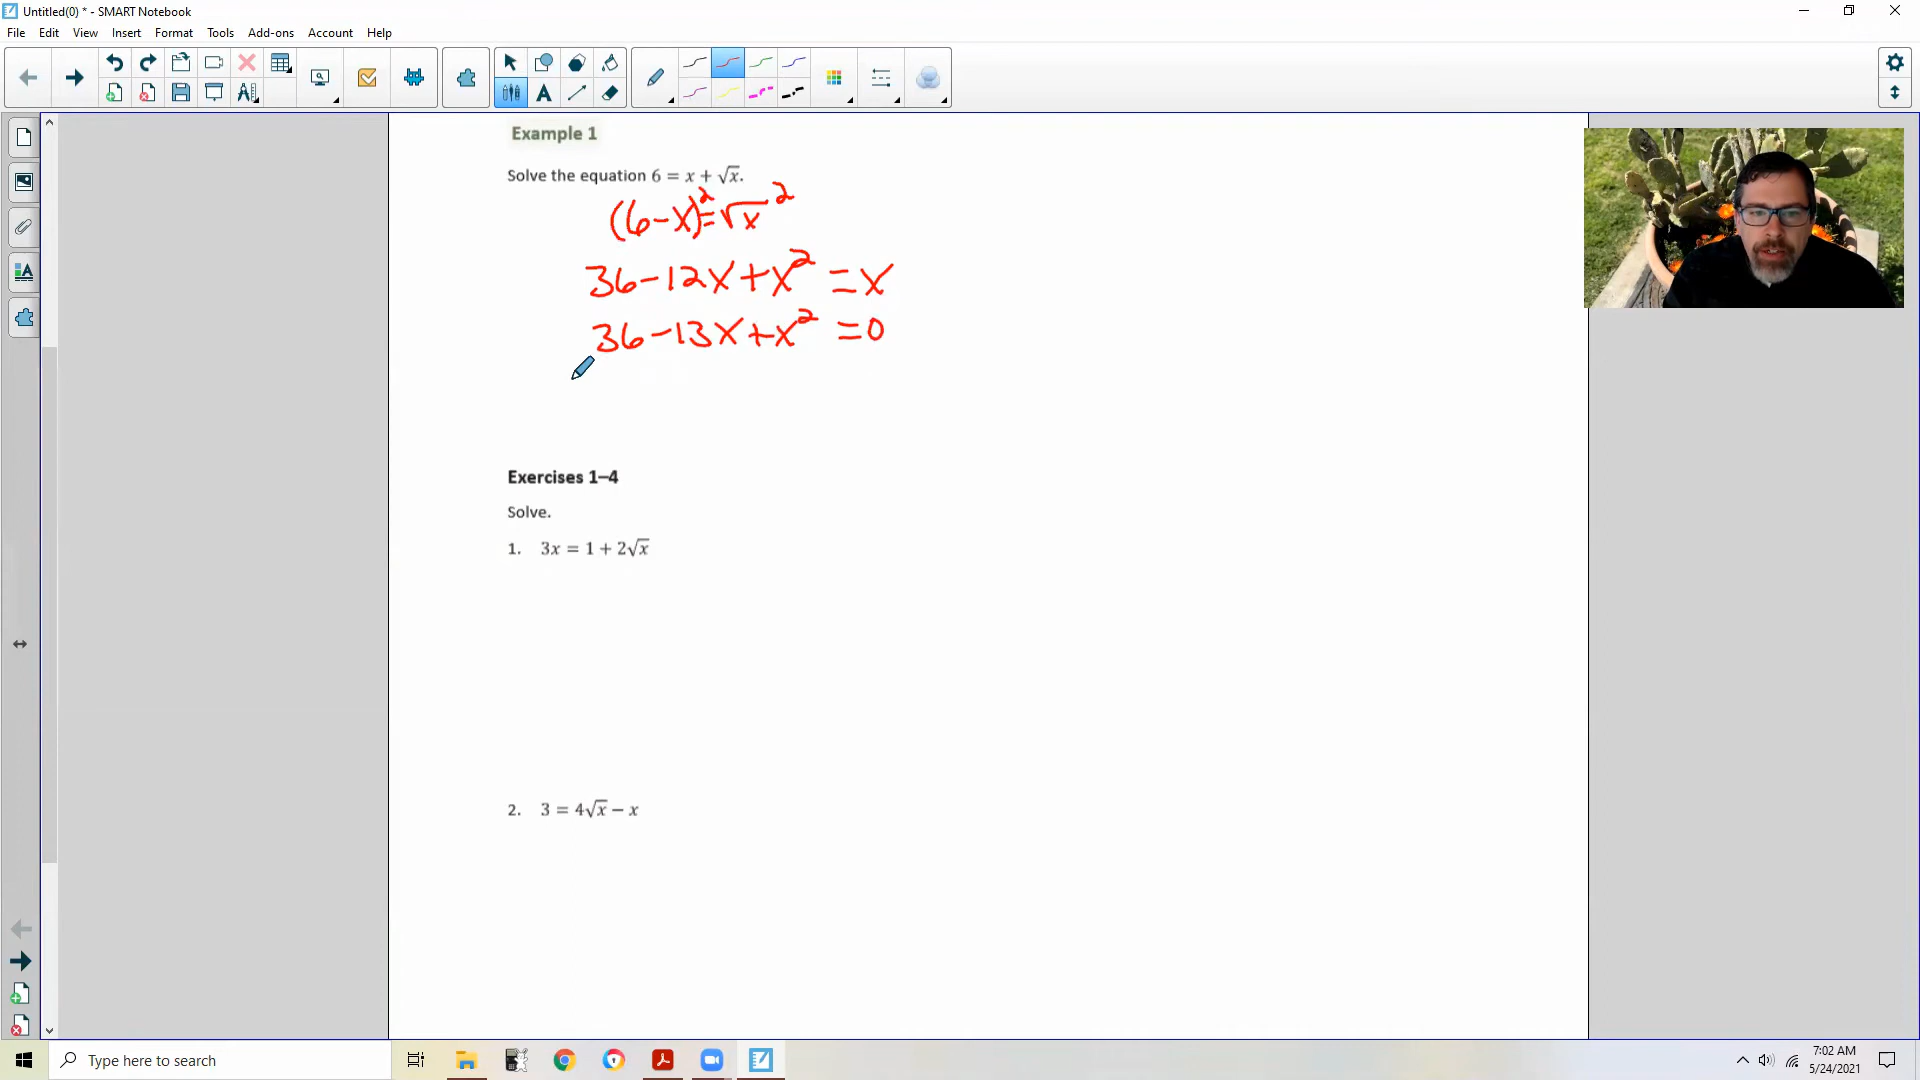 Untitled(0) * - SMART Notebook
File Edit View Insert Format Tools Add-ons Account Help
Example 1
Solve the equation 6 = x + √x.
(6-x)²=√x²
36-12x+x² =x
36-13x+x² =0
Exercises 1–4
Solve.
1. 3x = 1 + 2√x
2. 3 = 4√x − x
Type here to search
7:02 AM
5/24/2021